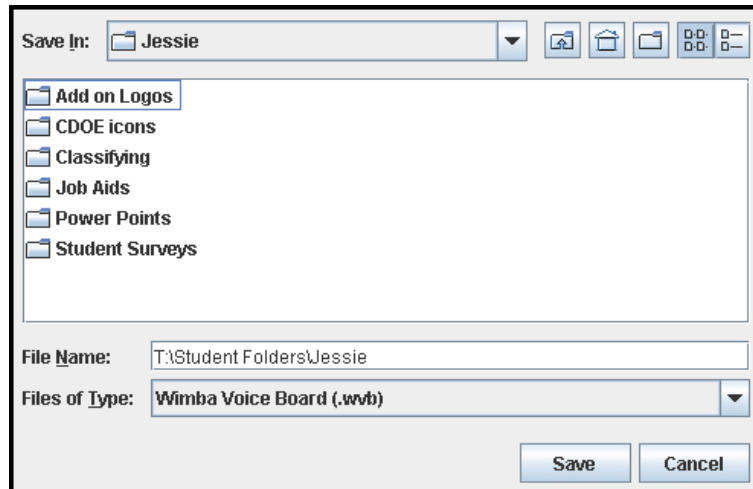 Save In: Jessie
Add on Logos
CDOE icons
Classifying
Job Aids
Power Points
Student Surveys
File Name: T:\Student Folders\Jessie
Files of Type: Wimba Voice Board (.wvb)
Save Cancel